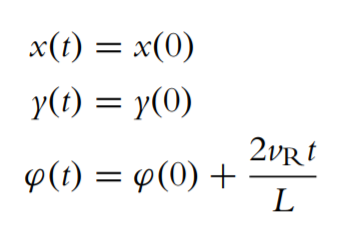 x(t) = x(0)
y(t) = y(0)
φ(t) = φ(0) + 2v_R t / L